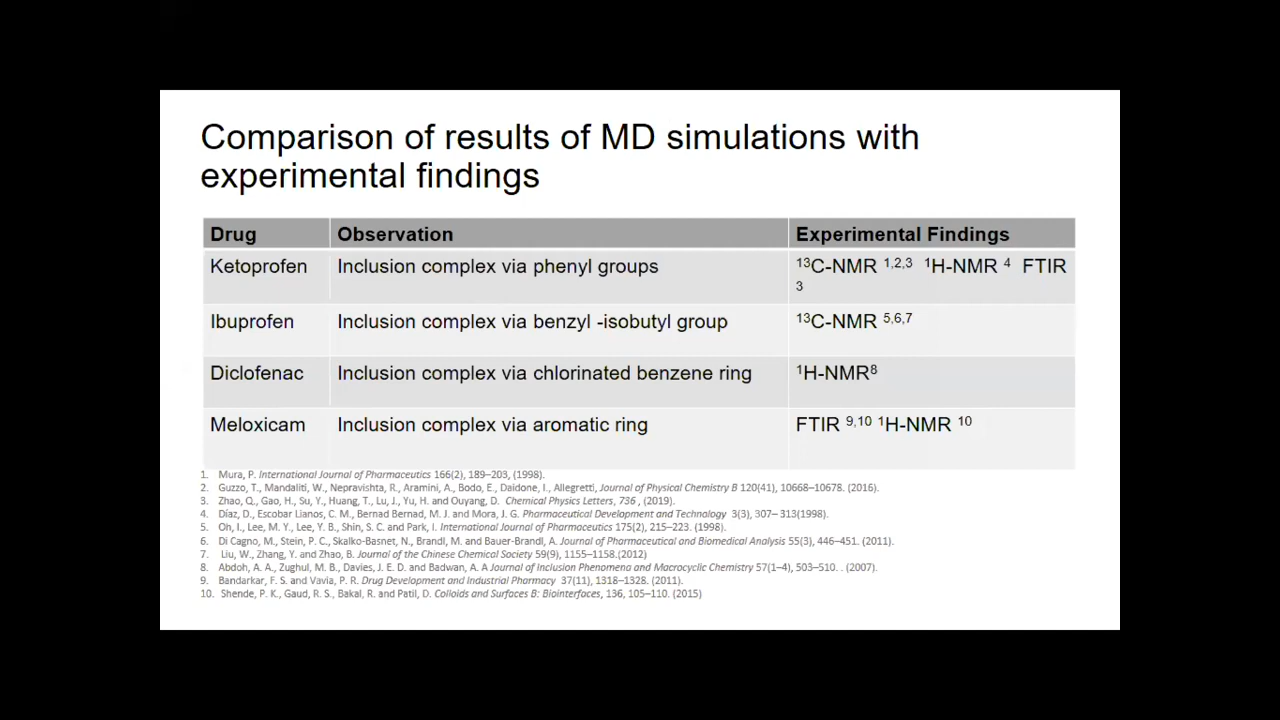 Comparison of results of MD simulations with
experimental findings
Drug Observation Experimental Findings
Ketoprofen Inclusion complex via phenyl groups ¹³C-NMR ¹,²,³ ¹H-NMR ⁴ FTIR
³
Ibuprofen Inclusion complex via benzyl -isobutyl group ¹³C-NMR ⁵,⁶,⁷
Diclofenac Inclusion complex via chlorinated benzene ring ¹H-NMR⁸
Meloxicam Inclusion complex via aromatic ring FTIR ⁹,¹⁰ ¹H-NMR ¹⁰
1. Mura, P. International Journal of Pharmaceutics 166(2), 189–203, (1998).
2. Guzzo, T., Mandaliti, W., Nepravishta, R., Aramini, A., Bodo, E., Daidone, I., Allegretti, Journal of Physical Chemistry B 120(41), 10668–10678. (2016).
3. Zhao, Q., Gao, H., Su, Y., Huang, T., Lu, J., Yu, H. and Ouyang, D. Chemical Physics Letters, 736 , (2019).
4. Díaz, D., Escobar Llanos, C. M., Bernad Bernad, M. J. and Mora, J. G. Pharmaceutical Development and Technology 3(3), 307– 313(1998).
5. Oh, I., Lee, M. Y., Lee, Y. B., Shin, S. C. and Park, I. International Journal of Pharmaceutics 175(2), 215–223. (1998).
6. Di Cagno, M., Stein, P. C., Skalko-Basnet, N., Brandl, M. and Bauer-Brandl, A. Journal of Pharmaceutical and Biomedical Analysis 55(3), 446–451. (2011).
7. Liu, W., Zhang, Y. and Zhao, B. Journal of the Chinese Chemical Society 59(9), 1155–1158.(2012)
8. Abdoh, A. A., Zughul, M. B., Davies, J. E. D. and Badwan, A. A Journal of Inclusion Phenomena and Macrocyclic Chemistry 57(1–4), 503–510. . (2007).
9. Bandarkar, F. S. and Vavia, P. R. Drug Development and Industrial Pharmacy 37(11), 1318–1328. (2011).
10. Shende, P. K., Gaud, R. S., Bakal, R. and Patil, D. Colloids and Surfaces B: Biointerfaces, 136, 105–110. (2015)